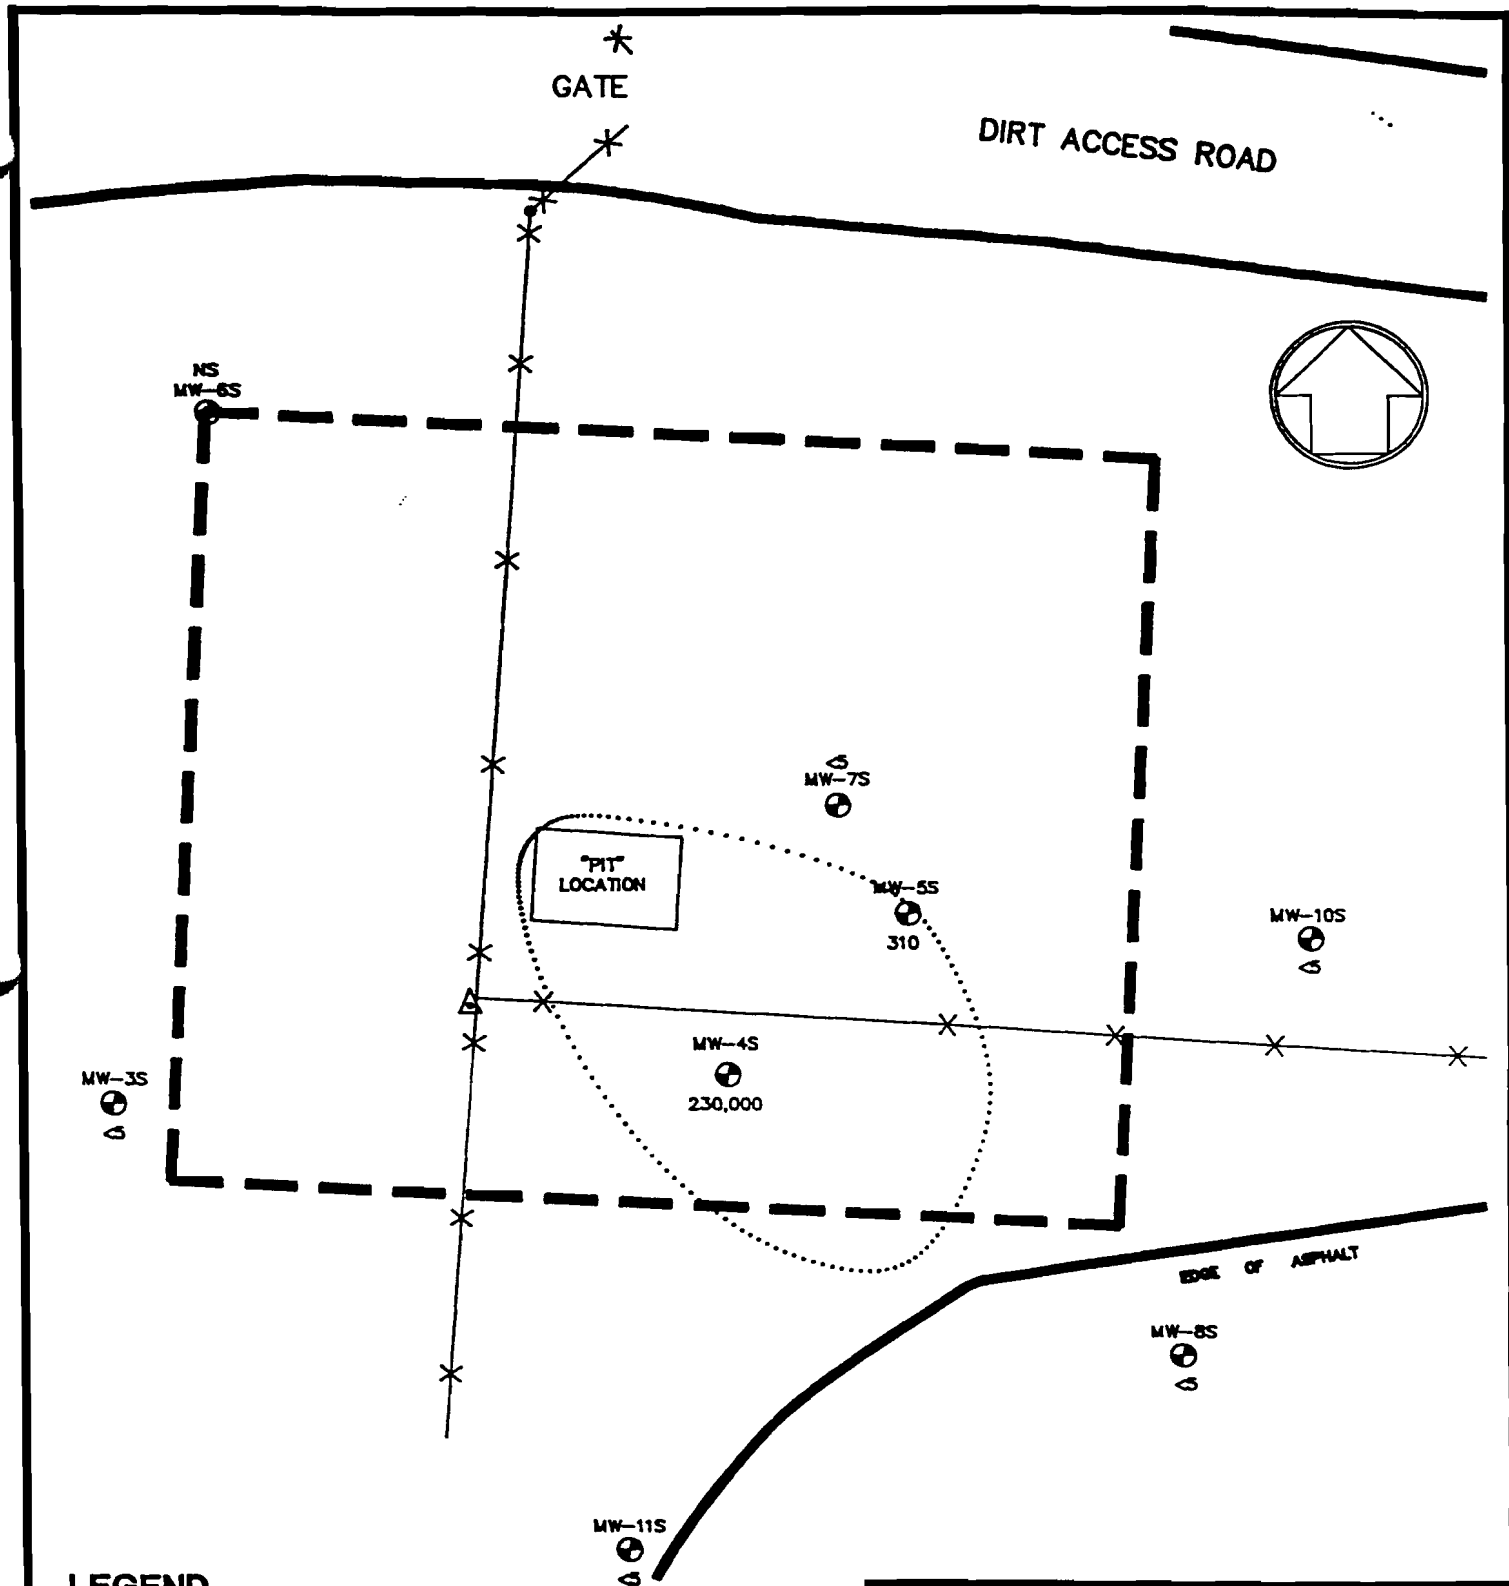 GATE
DIRT ACCESS ROAD
NS
MW-6S
<5
MW-7S
"PIT"
LOCATION
MW-5S
310
MW-10S
<5
MW-4S
230,000
MW-3S
<5
EDGE OF ASPHALT
MW-8S
<5
MW-11S
<5
LEGEND